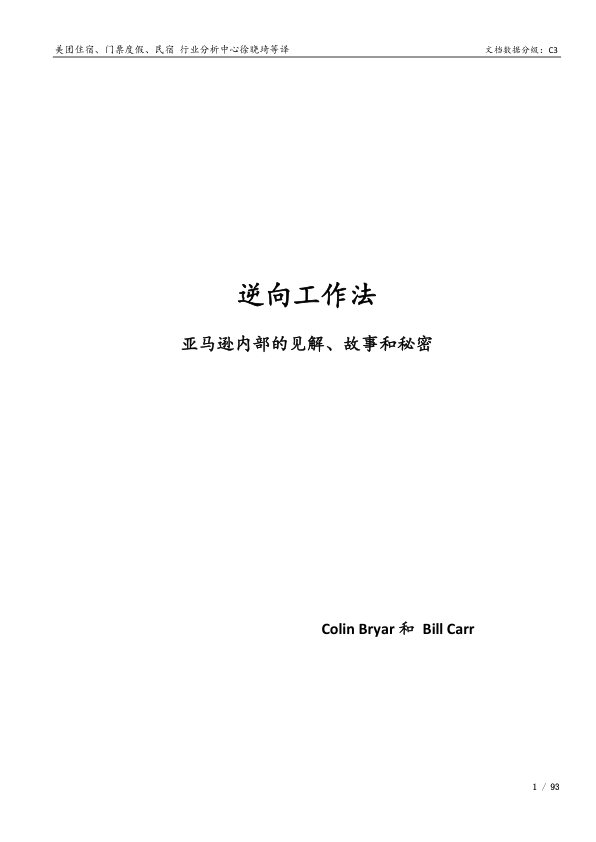 美团住宿、门票度假、民宿 行业分析中心徐晓琦等译 文档数据分级：C3
逆向工作法
亚马逊内部的见解、故事和秘密
Colin Bryar 和 Bill Carr
1 / 93